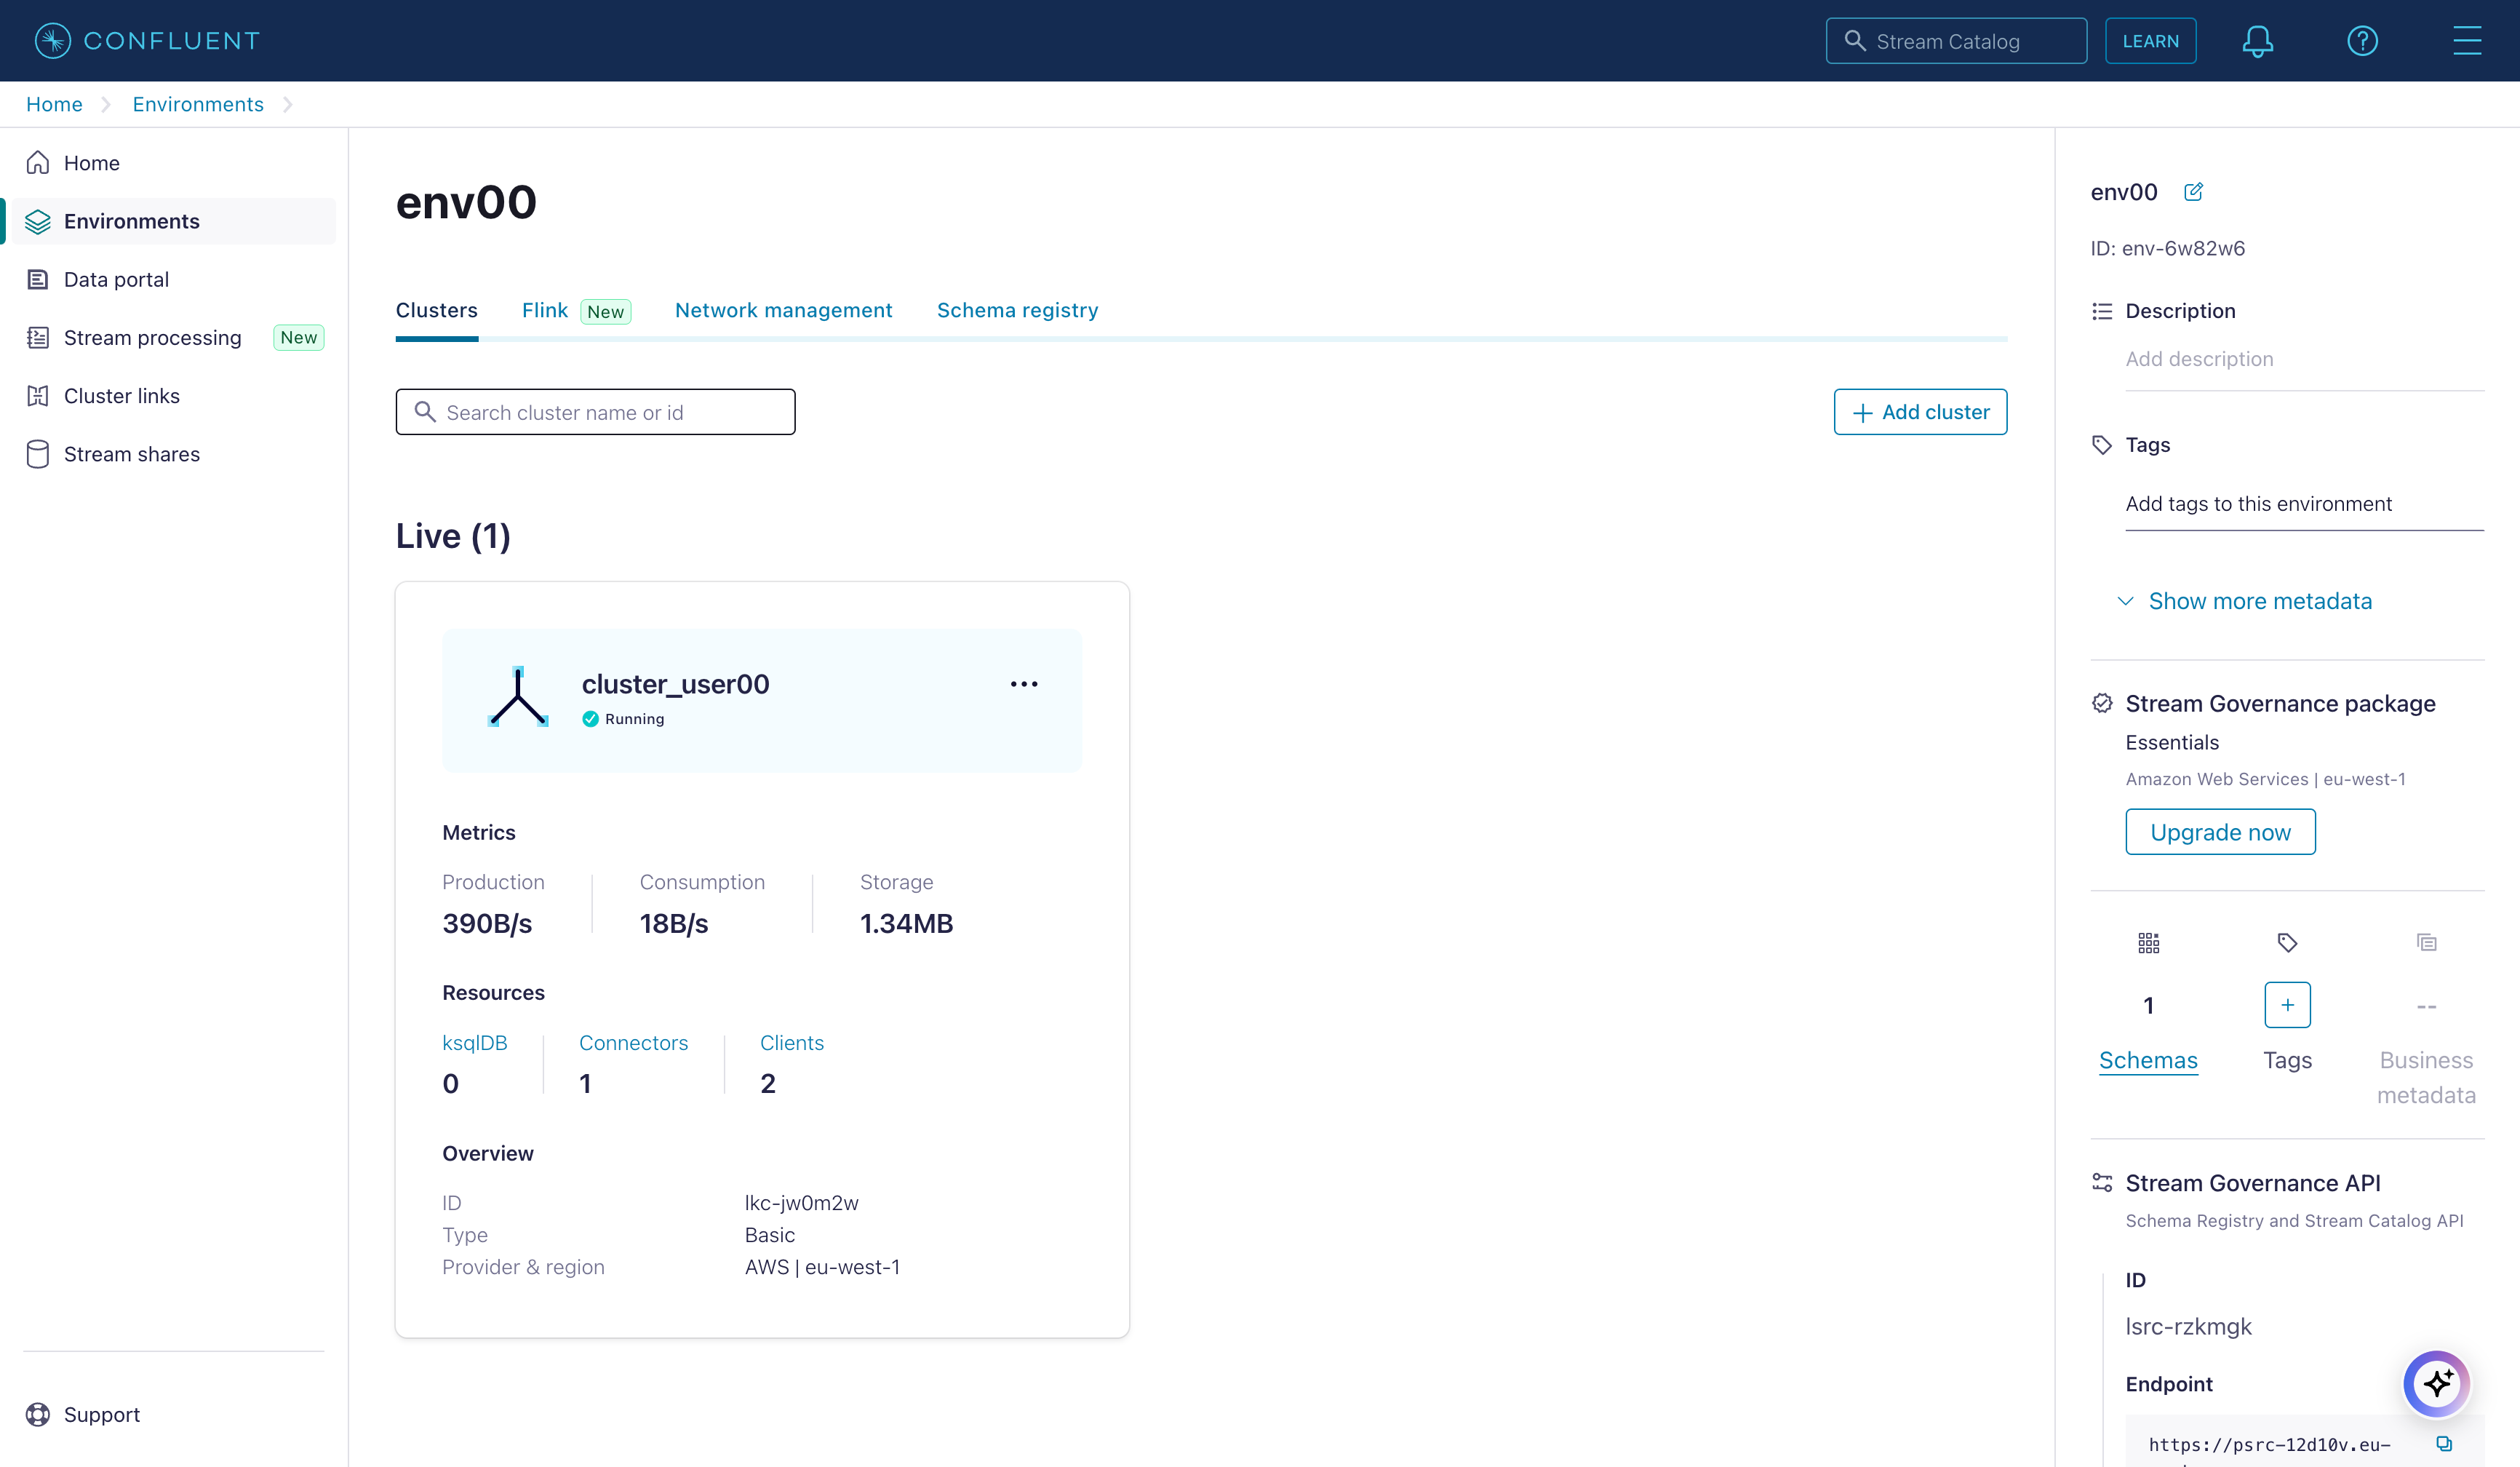 CONFLUENT
Stream Catalog
LEARN
Home
Environments
Home
Environments
Data portal
Stream processing New
Cluster links
Stream shares
Support
env00
Clusters Flink New Network management Schema registry
Search cluster name or id
Add cluster
Live (1)
cluster_user00
Running
Metrics
Production Consumption Storage
390B/s 18B/s 1.34MB
Resources
ksqlDB Connectors Clients
0 1 2
Overview
ID lkc-jw0m2w
Type Basic
Provider & region AWS | eu-west-1
env00
ID: env-6w82w6
Description
Add description
Tags
Add tags to this environment
Show more metadata
Stream Governance package
Essentials
Amazon Web Services | eu-west-1
Upgrade now
1 + --
Schemas Tags Business
metadata
Stream Governance API
Schema Registry and Stream Catalog API
ID
lsrc-rzkmgk
Endpoint
https://psrc-12d10v.eu-